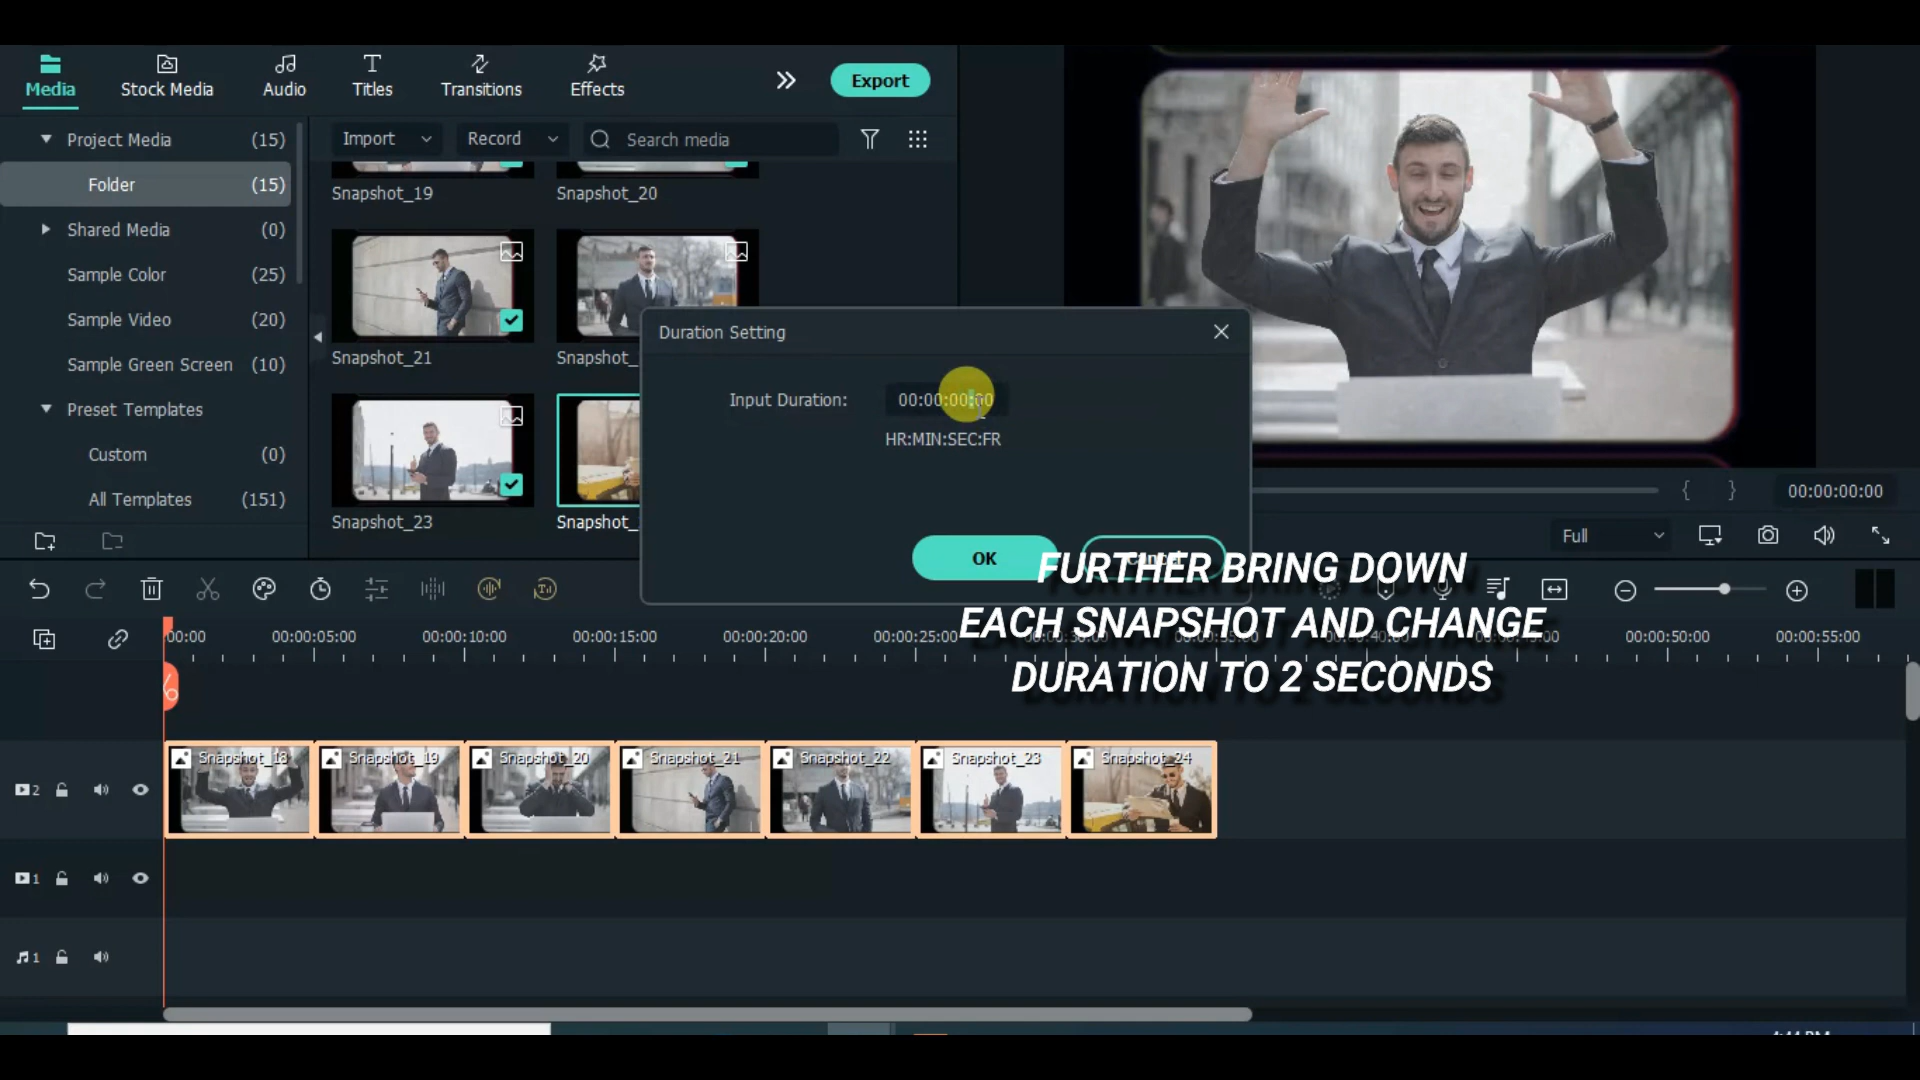 Media
Stock Media
Audio
Titles
Transitions
Effects
Export
Project Media (15)
Folder (15)
Shared Media (0)
Sample Color (25)
Sample Video (20)
Sample Green Screen (10)
Preset Templates
Custom (0)
All Templates (151)
Import
Record
Search media
Snapshot_19
Snapshot_20
Snapshot_21
Snapshot_
Snapshot_23
Snapshot_
Duration Setting
Input Duration:
HR:MIN:SEC:FR
OK
00:00:00:00
Full
FURTHER BRING DOWN
EACH SNAPSHOT AND CHANGE
DURATION TO 2 SECONDS
00:00
00:00:05:00
00:00:10:00
00:00:15:00
00:00:20:00
00:00:25:00
00:00:50:00
00:00:55:00
Snapshot_18
Snapshot_19
Snapshot_20
Snapshot_21
Snapshot_22
Snapshot_23
Snapshot_24
2
1
1